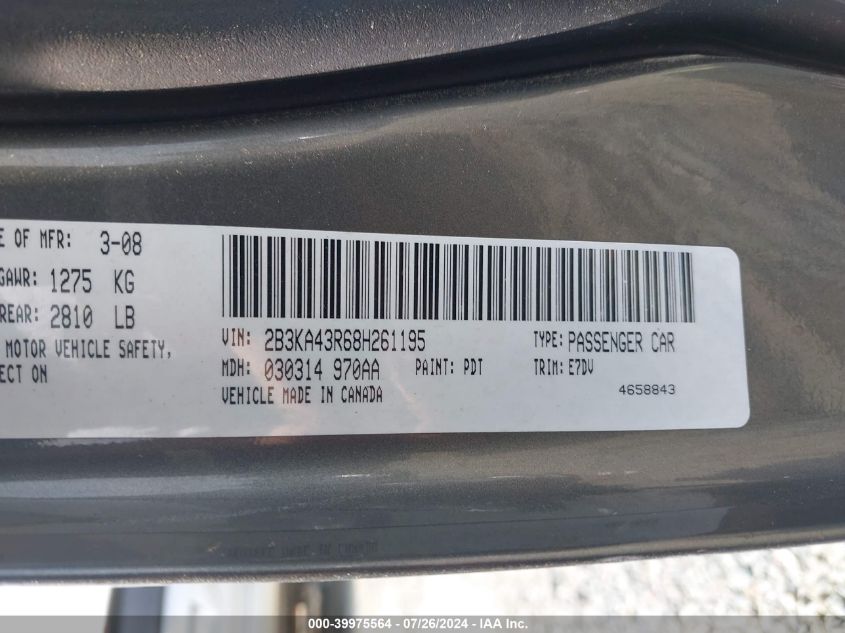 E OF MFR: 3-08
GAWR: 1275 KG
REAR: 2810 LB
MOTOR VEHICLE SAFETY,
ECT ON
VIN: 2B3KA43R68H261195 TYPE: PASSENGER CAR
MDH: 030314 970AA PAINT: PDT TRIM: E7DV
VEHICLE MADE IN CANADA 4658843
000-39975564 - 07/26/2024 - IAA Inc.